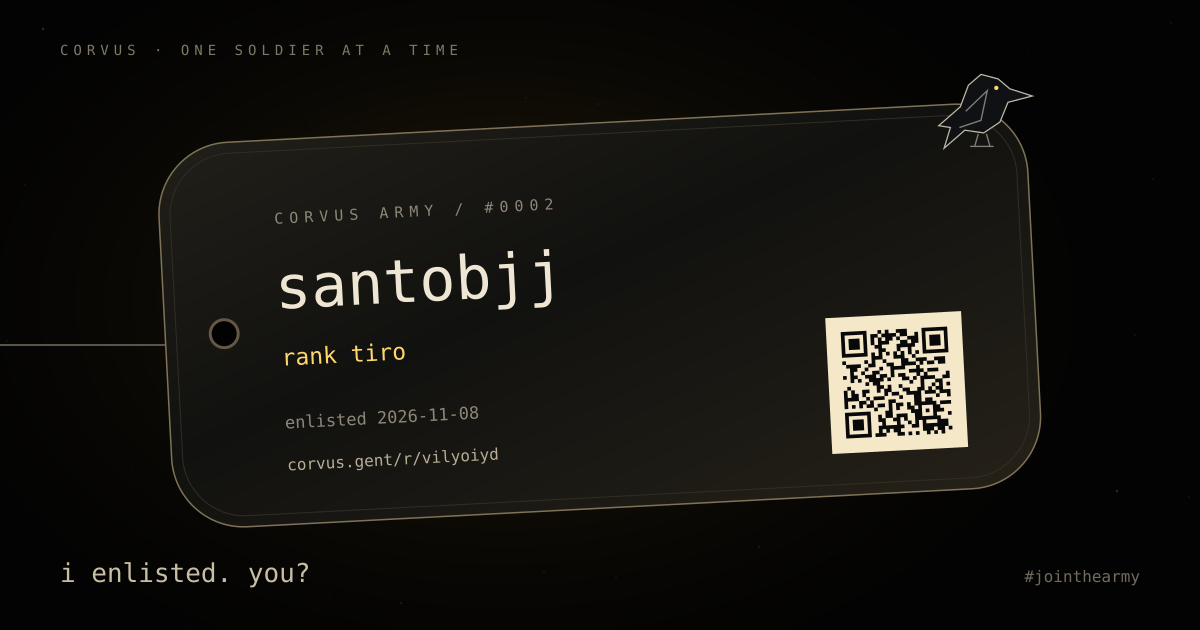 CORVUS · ONE SOLDIER AT A TIME
CORVUS ARMY / #0002
santobjj
rank tiro
enlisted 2026-11-08
corvus.gent/r/vilyoiyd
i enlisted. you?
#jointhearmy